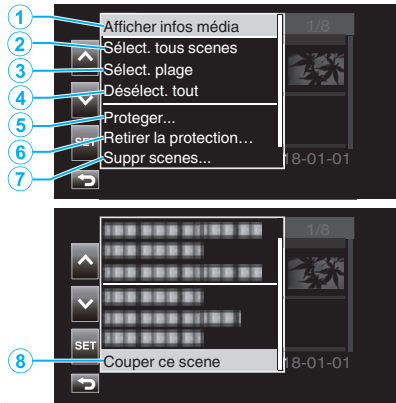 1 Afficher infos média 1/8
2 Sélect. tous scenes
3 Sélect. plage
4 Désélect. tout
5 Proteger...
6 Retirer la protection... SET
7 Suppr scenes... 18-01-01
1/8
SET
8 Couper ce scene 18-01-01